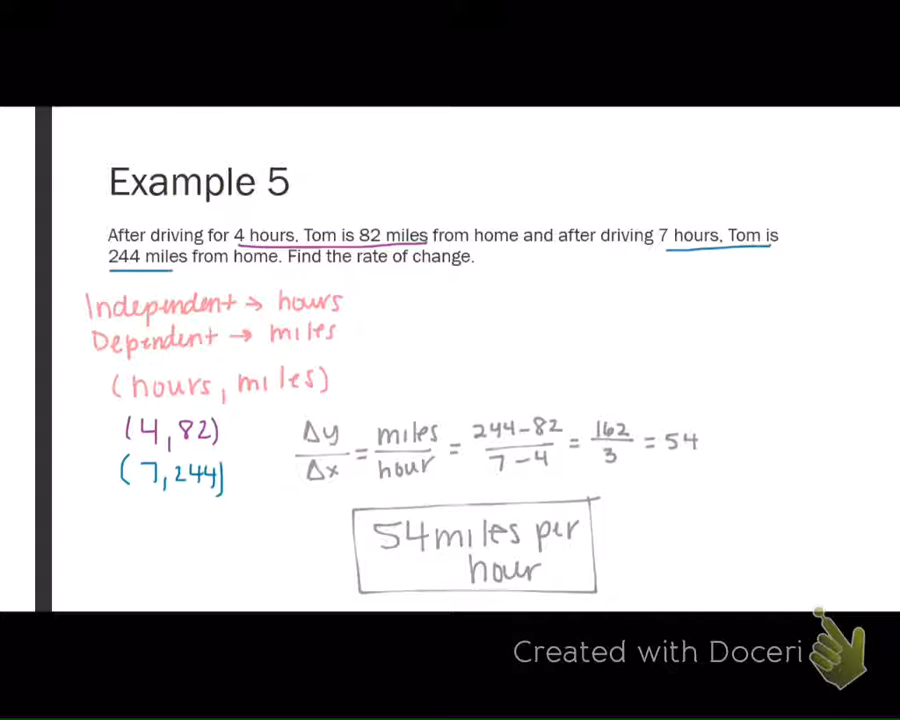 Example 5
After driving for 4 hours, Tom is 82 miles from home and after driving 7 hours, Tom is
244 miles from home. Find the rate of change.
Independent → hours
Dependent → miles
(hours, miles)
(4, 82)
(7, 244)
Δy/Δx = miles/hour = 244-82/7-4 = 162/3 = 54
54 miles per
hour
Created with Doceri